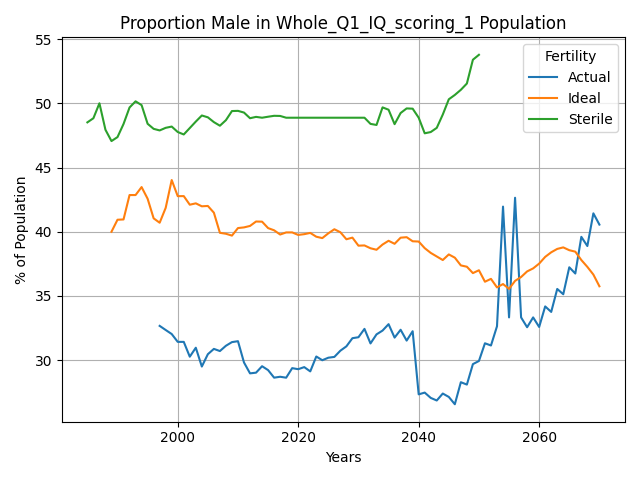 Proportion Male in Whole_Q1_IQ_scoring_1 Population
% of Population
55
50
45
40
35
30
Fertility
Actual
Ideal
Sterile
2000
2020
2040
2060
Years